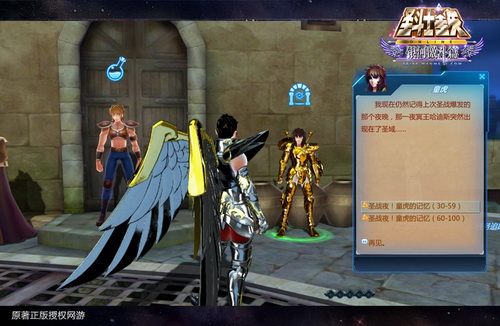 圣斗士星矢
ONLINE
童虎
我现在仍然记得上次圣战爆发的
那个夜晚，那一夜冥王哈迪斯突然出
现在了圣域......
圣战夜！童虎的记忆（30-59）
圣战夜！童虎的记忆（60-100）
再见。
原著正版授权网游